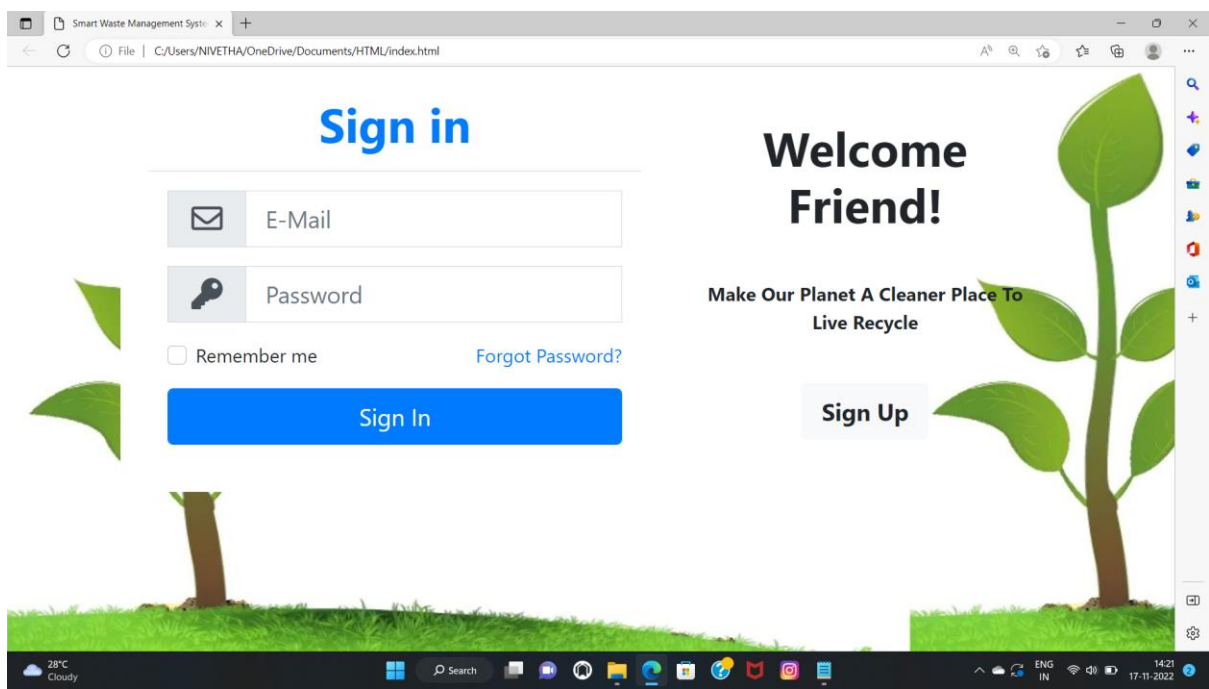 Smart Waste Management Syste
File | C:/Users/NIVETHA/OneDrive/Documents/HTML/index.html
Sign in
E-Mail
Password
Remember me
Forgot Password?
Sign In
Welcome
Friend!
Make Our Planet A Cleaner Place To
Live Recycle
Sign Up
28°C
Cloudy
Search
ENG
IN
14:21
17-11-2022